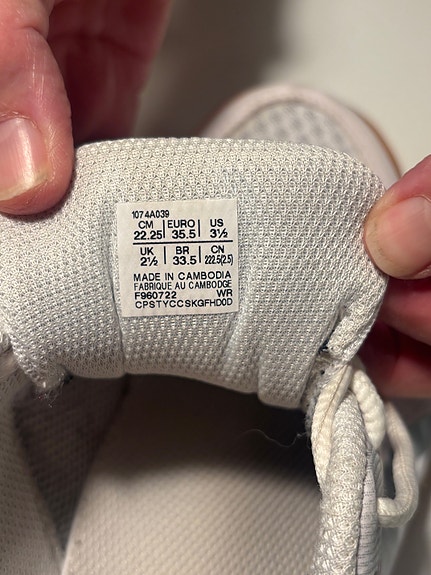 1074A039
CM EURO US
22.25 35.5 3½
UK BR CN
2½ 33.5 222.5(2.5)
MADE IN CAMBODIA
FABRIQUE AU CAMBODGE
F960722 WR
CPSTYCCSKGFHD0D